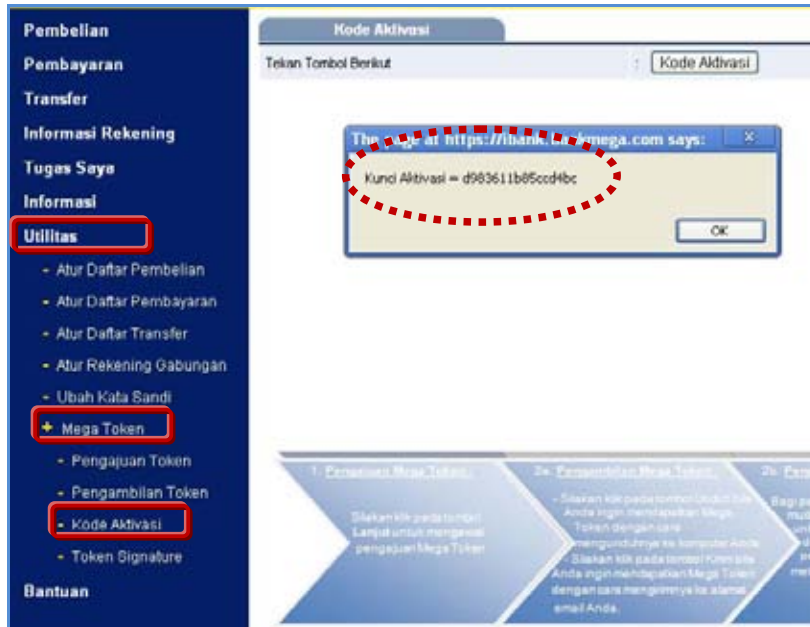 Pembelian
Pembayaran
Transfer
Informasi Rekening
Tugas Saya
Informasi
Utilitas
- Atur Daftar Pembelian
- Atur Daftar Pembayaran
- Atur Daftar Transfer
- Atur Rekening Gabungan
- Ubah Kata Sandi
+ Mega Token
- Pengajuan Token
- Pengambilan Token
- Kode Aktivasi
- Token Signature
Bantuan
Kode Aktivasi
Tekan Tombol Berikut : Kode Aktivasi
The page at https://ibank.bankmega.com says:
Kunci Aktivasi = d983611b85ccd4bc
OK
1. Pengajuan Mega Token
Silakan klik pada tombol
Lanjut untuk mengawali
pengajuan Mega Token
2a. Pengambilan Mega Token
- Silakan klik pada tombol Unduh bila
Anda ingin mendapatkan Mega
Token dengan cara
mengunduhnya ke komputer Anda
- Silakan klik pada tombol Kirim bila
Anda ingin mendapatkan Mega Token
dengan cara mengirimnya ke alamat
email Anda.
2b.